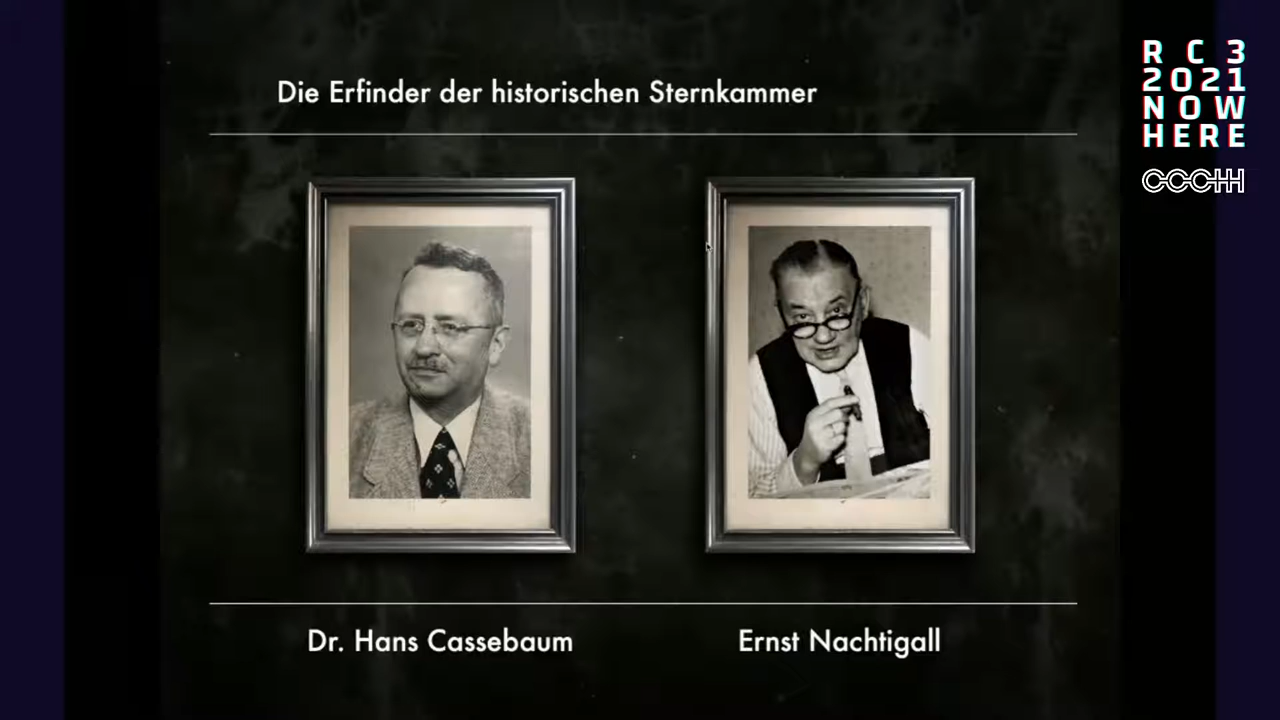 Die Erfinder der historischen Sternkammer
R C 3
2021
NOW
HERE
CCCHH
Dr. Hans Cassebaum
Ernst Nachtigall